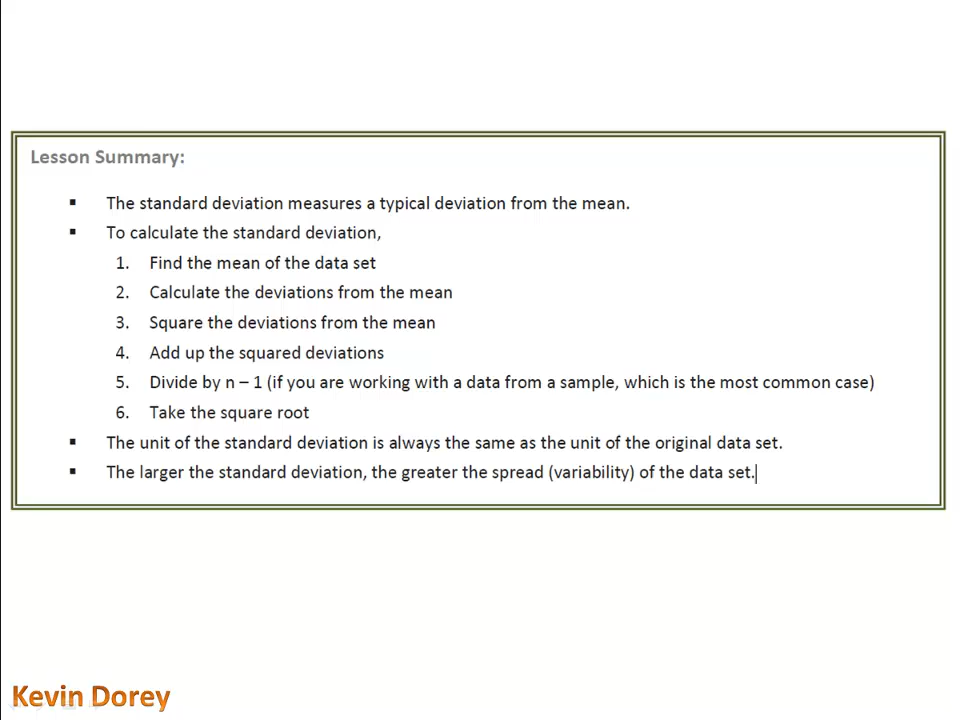 Lesson Summary:
▪ The standard deviation measures a typical deviation from the mean.
▪ To calculate the standard deviation,
1. Find the mean of the data set
2. Calculate the deviations from the mean
3. Square the deviations from the mean
4. Add up the squared deviations
5. Divide by n – 1 (if you are working with a data from a sample, which is the most common case)
6. Take the square root
▪ The unit of the standard deviation is always the same as the unit of the original data set.
▪ The larger the standard deviation, the greater the spread (variability) of the data set.
Kevin Dorey